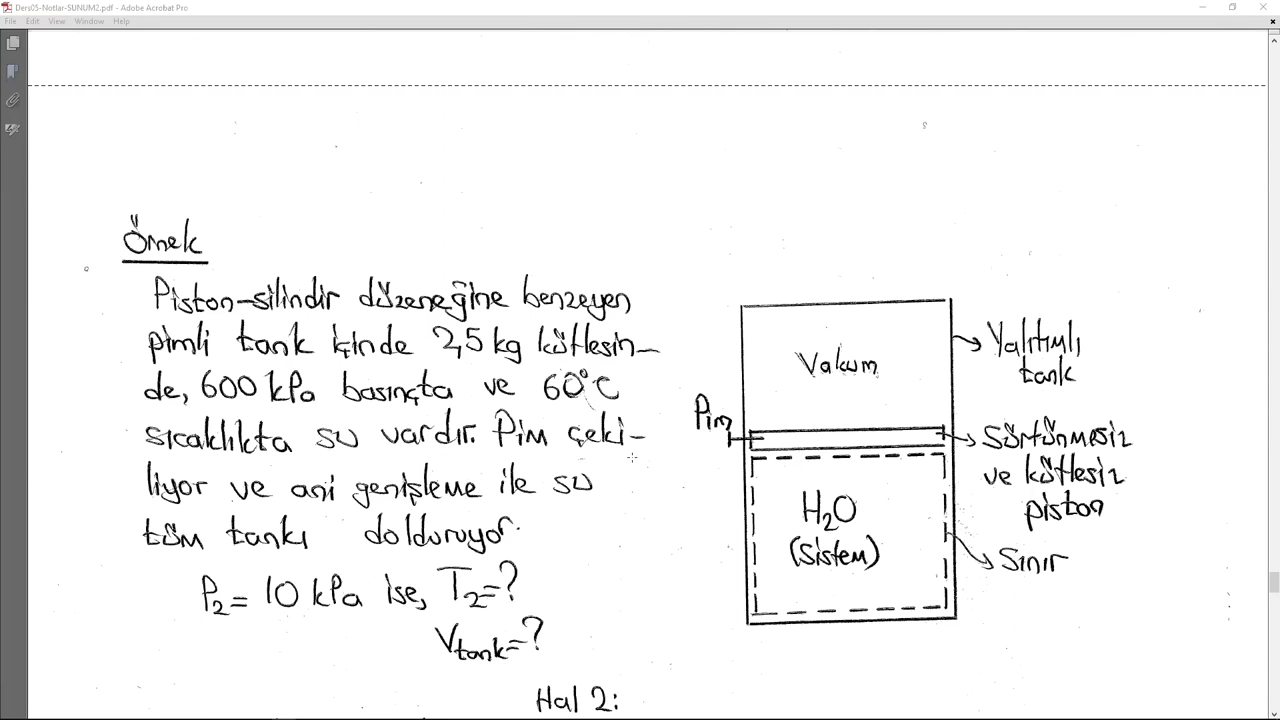 Ders05-Notlar-SUNUM2.pdf - Adobe Acrobat Pro
File Edit View Window Help
Örnek
Piston-silindir düzeneğine benzeyen
pimli tank içinde 2,5 kg kütlesin-
de, 600 kPa basınçta ve 60°C
sıcaklıkta su vardır. Pim çeki-
liyor ve ani genişleme ile su
tüm tankı dolduruyor.
P2 = 10 kPa ise, T2=?
Vtank=?
Hal 2:
Vakum
Yalıtımlı
tank
Pim
Sürtünmesiz
ve kütlesiz
piston
H2O
(Sistem)
Sınır